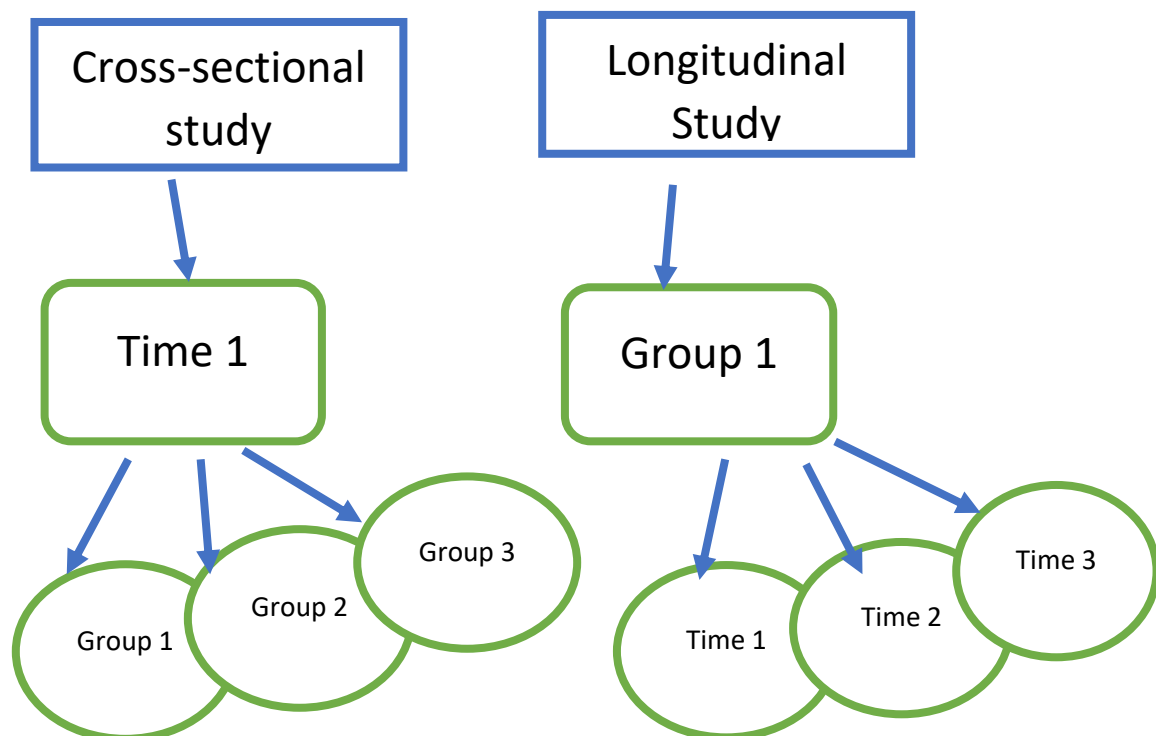 Cross-sectional
study
Longitudinal
Study
Time 1
Group 1
Group 1
Group 2
Group 3
Time 1
Time 2
Time 3